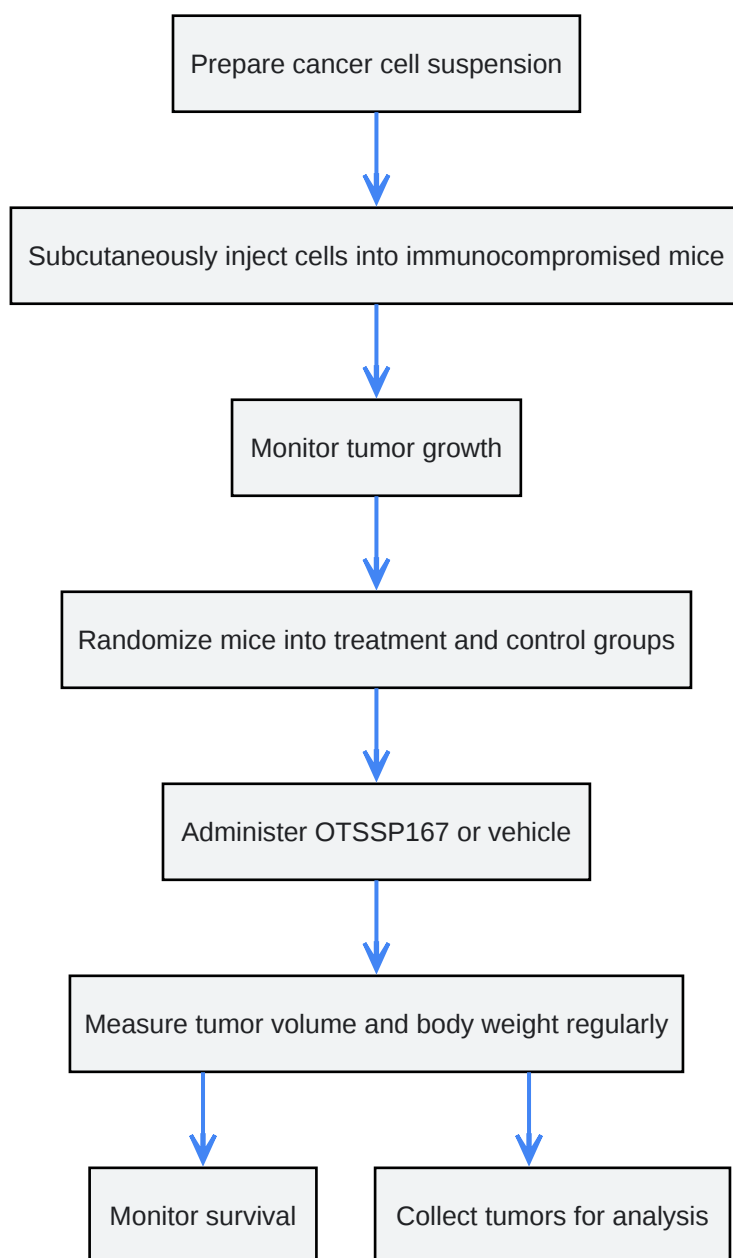 Prepare cancer cell suspension
Subcutaneously inject cells into immunocompromised mice
Monitor tumor growth
Randomize mice into treatment and control groups
Administer OTSSP167 or vehicle
Measure tumor volume and body weight regularly
Monitor survival
Collect tumors for analysis